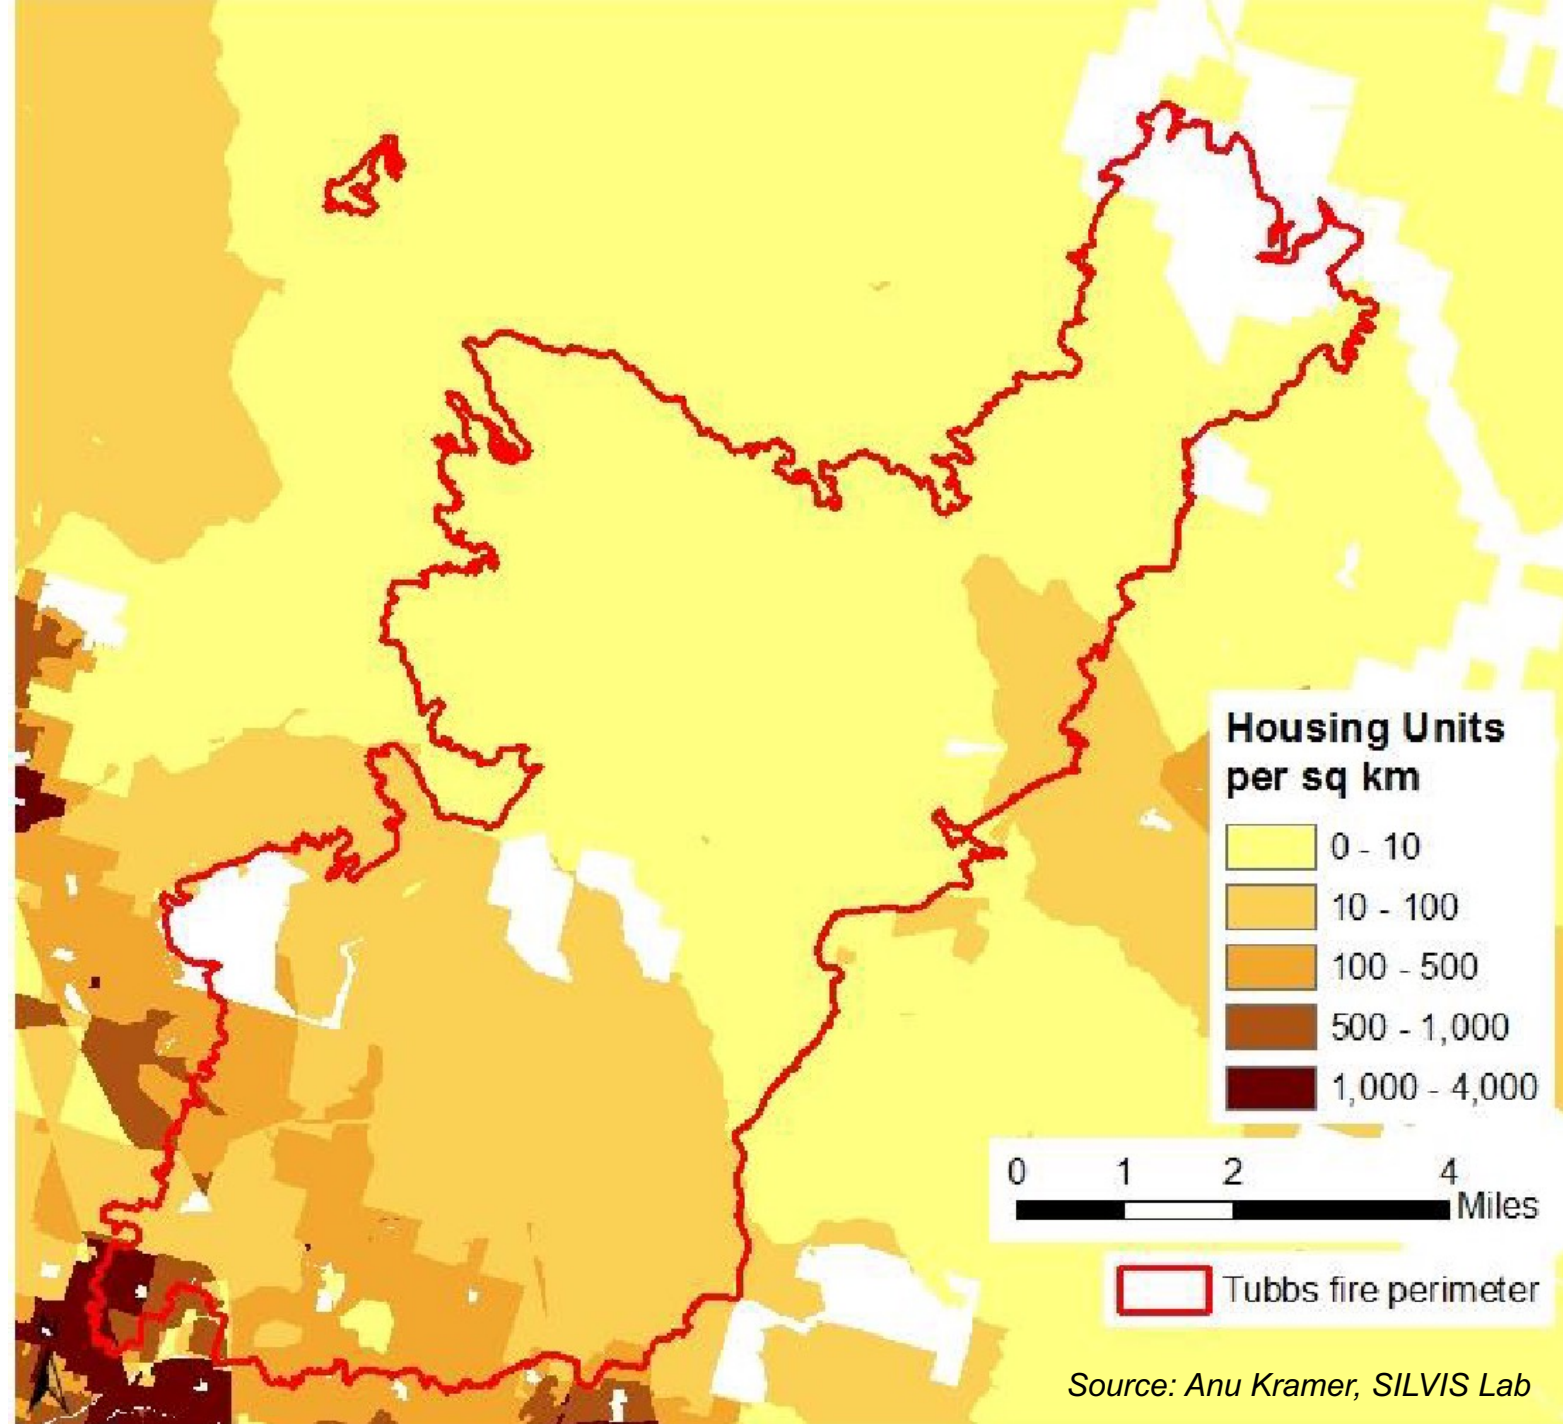 Housing Units
per sq km
0 - 10
10 - 100
100 - 500
500 - 1,000
1,000 - 4,000
0 1 2 4
Miles
Tubbs fire perimeter
Source: Anu Kramer, SILVIS Lab